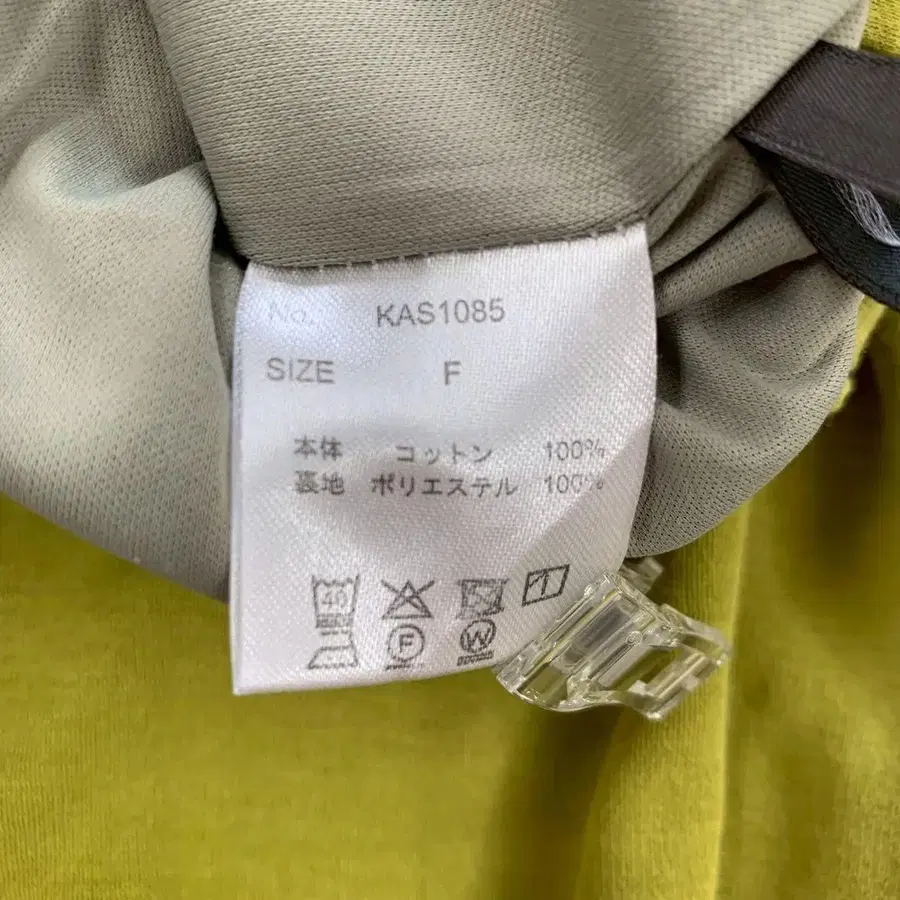 No. KAS1085
SIZE F
本体 コットン 100%
裏地 ポリエステル 100%
40
F W